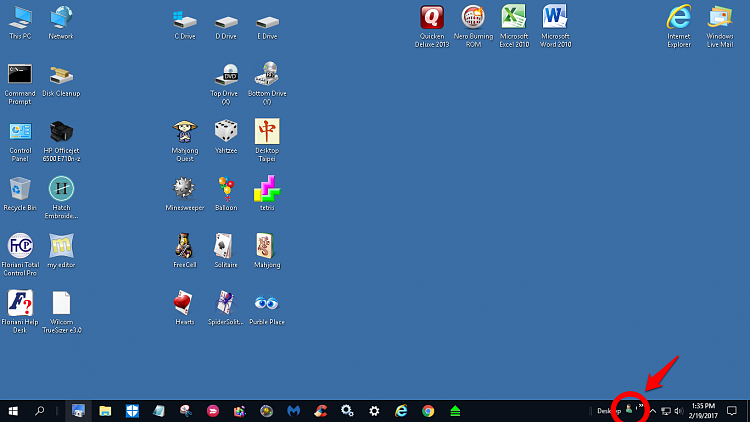 This PC
Network
C Drive
D Drive
E Drive
Quicken
Deluxe 2013
Nero Burning
ROM
Microsoft
Excel 2010
Microsoft
Word 2010
Internet
Explorer
Windows
Live Mail
Command
Prompt
Disk Cleanup
DVD
Top Drive
(X)
Bottom Drive
(Y)
Control
Panel
HP Officejet
6500 E710n-z
Mahjong
Quest
Yahtzee
Desktop
Taipei
Recycle Bin
Hatch
Embroide...
Minesweeper
Balloon
tetris
Floriani Total
Control Pro
my editor
FreeCell
Solitaire
Mahjong
Floriani Help
Desk
Wilcom
TrueSizer e3.0
Hearts
SpiderSolit...
Purble Place
Desktop
1:35 PM
2/19/2017